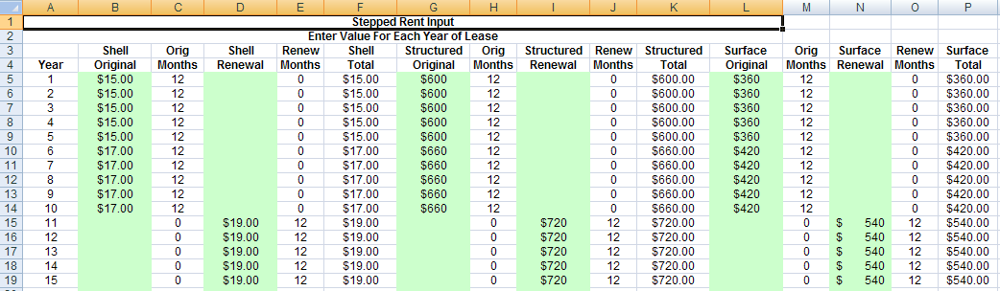 A B C D E F G H I J K L M N O P
1 Stepped Rent Input
2 Enter Value For Each Year of Lease
3 Shell Orig Shell Renew Shell Structured Orig Structured Renew Structured Surface Orig Surface Renew Surface
4 Year Original Months Renewal Months Total Original Months Renewal Months Total Original Months Renewal Months Total
5 1 $15.00 12 0 $15.00 $600 12 0 $600.00 $360 12 0 $360.00
6 2 $15.00 12 0 $15.00 $600 12 0 $600.00 $360 12 0 $360.00
7 3 $15.00 12 0 $15.00 $600 12 0 $600.00 $360 12 0 $360.00
8 4 $15.00 12 0 $15.00 $600 12 0 $600.00 $360 12 0 $360.00
9 5 $15.00 12 0 $15.00 $600 12 0 $600.00 $360 12 0 $360.00
10 6 $17.00 12 0 $17.00 $660 12 0 $660.00 $420 12 0 $420.00
11 7 $17.00 12 0 $17.00 $660 12 0 $660.00 $420 12 0 $420.00
12 8 $17.00 12 0 $17.00 $660 12 0 $660.00 $420 12 0 $420.00
13 9 $17.00 12 0 $17.00 $660 12 0 $660.00 $420 12 0 $420.00
14 10 $17.00 12 0 $17.00 $660 12 0 $660.00 $420 12 0 $420.00
15 11 0 $19.00 12 $19.00 0 $720 12 $720.00 0 $ 540 12 $540.00
16 12 0 $19.00 12 $19.00 0 $720 12 $720.00 0 $ 540 12 $540.00
17 13 0 $19.00 12 $19.00 0 $720 12 $720.00 0 $ 540 12 $540.00
18 14 0 $19.00 12 $19.00 0 $720 12 $720.00 0 $ 540 12 $540.00
19 15 0 $19.00 12 $19.00 0 $720 12 $720.00 0 $ 540 12 $540.00